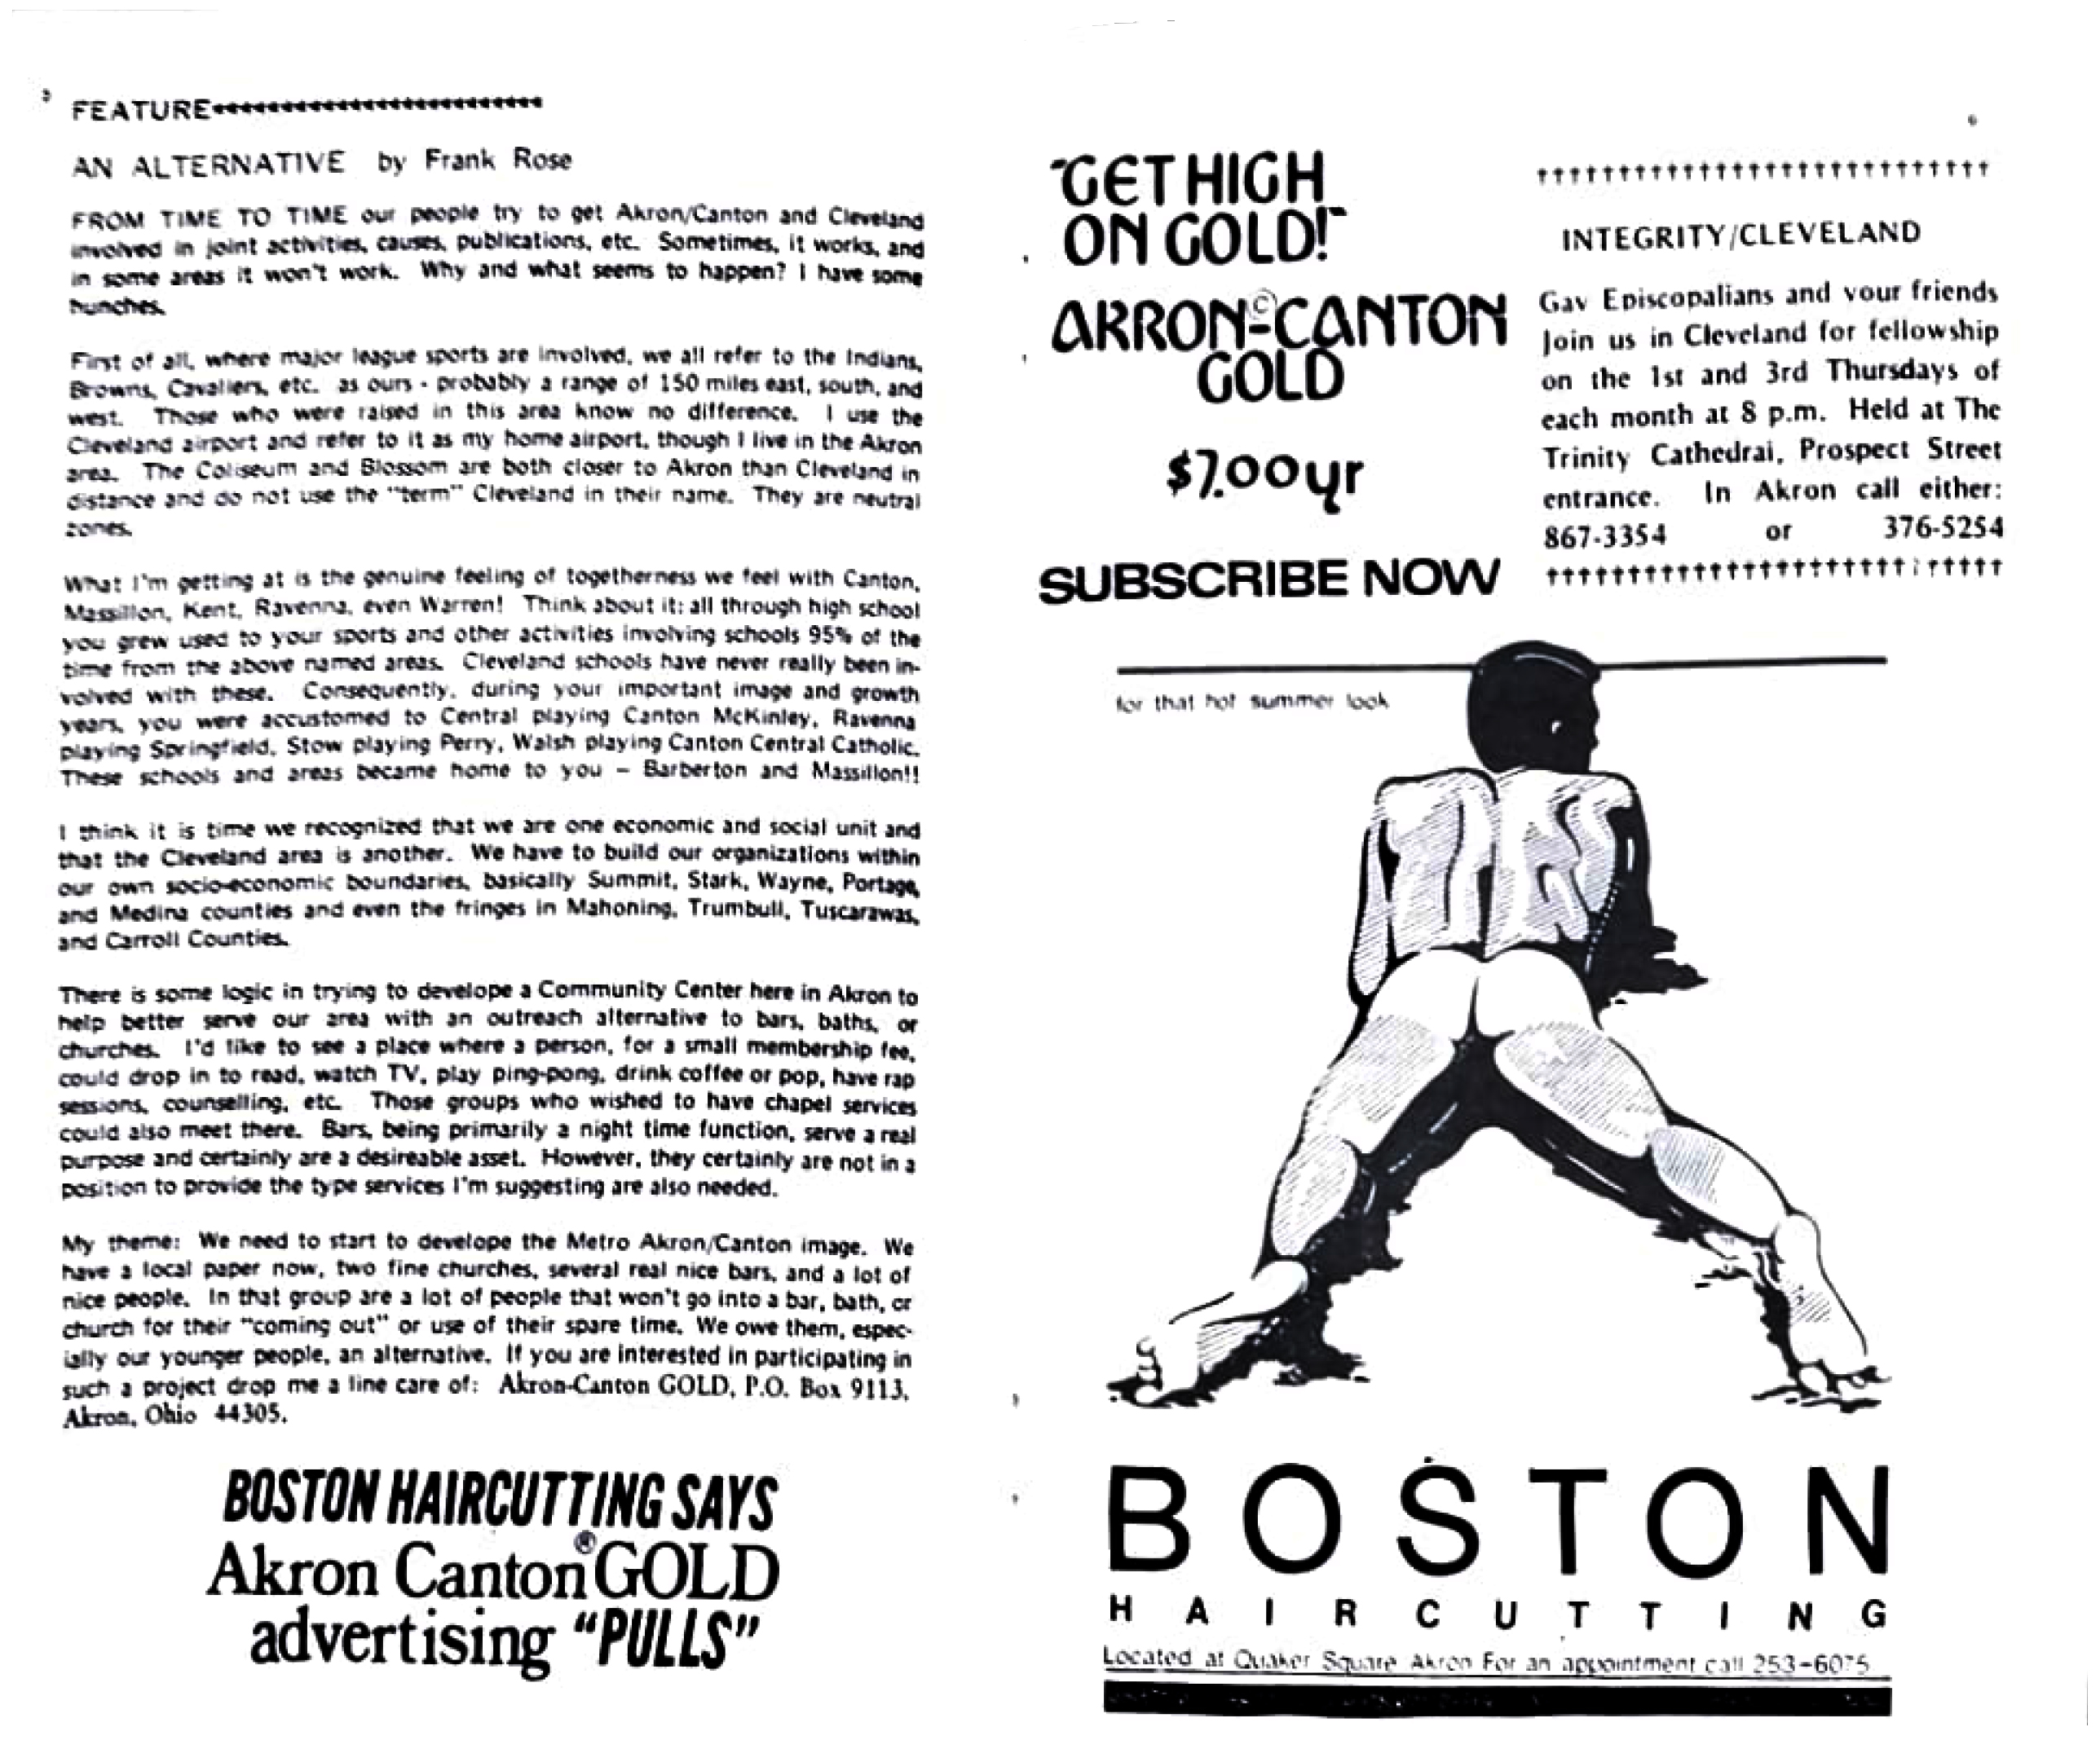 FEATURE
AN ALTERNATIVE by Frank Rose
FROM TIME TO TIME our people try to get Akron/Canton and Cleveland
involved in joint activities, causes, publications, etc. Sometimes, it works, and
in some areas it won't work. Why and what seems to happen? I have some
hunches.
First of all, where major league sports are involved, we all refer to the Indians,
Browns, Cavaliers, etc. as ours - probably a range of 150 miles east, south, and
west. Those who were raised in this area know no difference. I use the
Cleveland airport and refer to it as my home airport, though I live in the Akron
area. The Coliseum and Blossom are both closer to Akron than Cleveland in
distance and do not use the "term" Cleveland in their name. They are neutral
zones.
What I'm getting at is the genuine feeling of togetherness we feel with Canton,
Massillon, Kent, Ravenna, even Warren! Think about it: all through high school
you grew used to your sports and other activities involving schools 95% of the
time from the above named areas. Cleveland schools have never really been in-
volved with these. Consequently, during your important image and growth
years, you were accustomed to Central playing Canton McKinley, Ravenna
playing Springfield, Stow playing Perry, Walsh playing Canton Central Catholic.
These schools and areas became home to you – Barberton and Massillon!!
I think it is time we recognized that we are one economic and social unit and
that the Cleveland area is another. We have to build our organizations within
our own socio-economic boundaries, basically Summit, Stark, Wayne, Portage,
and Medina counties and even the fringes in Mahoning, Trumbull, Tuscarawas,
and Carroll Counties.
There is some logic in trying to develope a Community Center here in Akron to
help better serve our area with an outreach alternative to bars, baths, or
churches. I'd like to see a place where a person, for a small membership fee,
could drop in to read, watch TV, play ping-pong, drink coffee or pop, have rap
sessions, counselling, etc. Those groups who wished to have chapel services
could also meet there. Bars, being primarily a night time function, serve a real
purpose and certainly are a desireable asset. However, they certainly are not in a
position to provide the type services I'm suggesting are also needed.
My theme: We need to start to develope the Metro Akron/Canton image. We
have a local paper now, two fine churches, several real nice bars, and a lot of
nice people. In that group are a lot of people that won't go into a bar, bath, or
church for their "coming out" or use of their spare time. We owe them, espec-
ially our younger people, an alternative. If you are interested in participating in
such a project drop me a line care of: Akron-Canton GOLD, P.O. Box 9113,
Akron, Ohio 44305.
BOSTON HAIRCUTTING SAYS
Akron Canton® GOLD
advertising "PULLS"
"GET HIGH
ON GOLD!"
AKRON-©CANTON
GOLD
$7.00 yr
SUBSCRIBE NOW
††††††††††††††††††††††††††††
INTEGRITY/CLEVELAND
Gay Episcopalians and your friends
Join us in Cleveland for fellowship
on the 1st and 3rd Thursdays of
each month at 8 p.m. Held at The
Trinity Cathedral, Prospect Street
entrance. In Akron call either:
867-3354 or 376-5254
††††††††††††††††††††††††††††
for that hot summer look
BOSTON
HAIRCUTTING
Located at Quaker Square Akron For an appointment call 253-6075